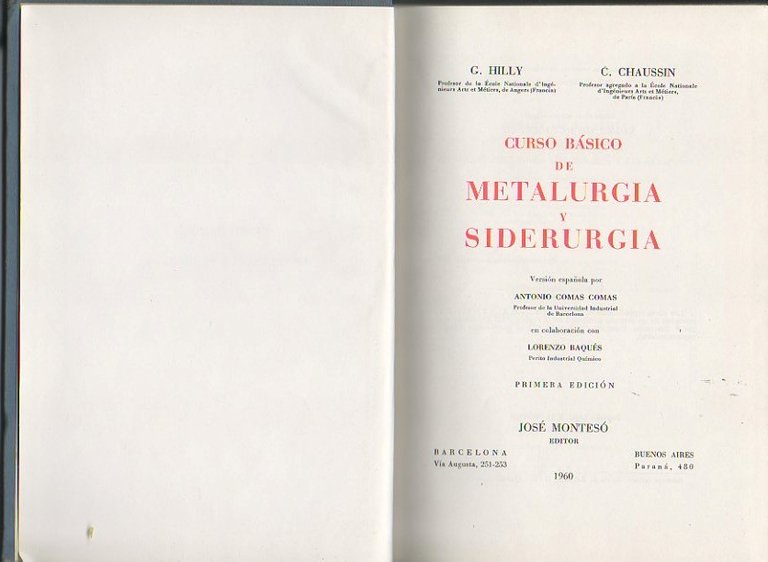 G. HILLY
Profesor de la École Nationale d'Ingé-
nieurs Arts et Métiers, de Angers (Francia)
C. CHAUSSIN
Profesor agregado a la École Nationale
d'Ingénieurs Arts et Métiers,
de París (Francia)
CURSO BÁSICO
DE
METALURGIA
Y
SIDERURGIA
Versión española por
ANTONIO COMAS COMAS
Profesor de la Universidad Industrial
de Barcelona
en colaboración con
LORENZO BAQUÉS
Perito Industrial Químico
PRIMERA EDICIÓN
JOSÉ MONTESÓ
EDITOR
BARCELONA
Vía Augusta, 251-253
BUENOS AIRES
Paraná, 480
1960